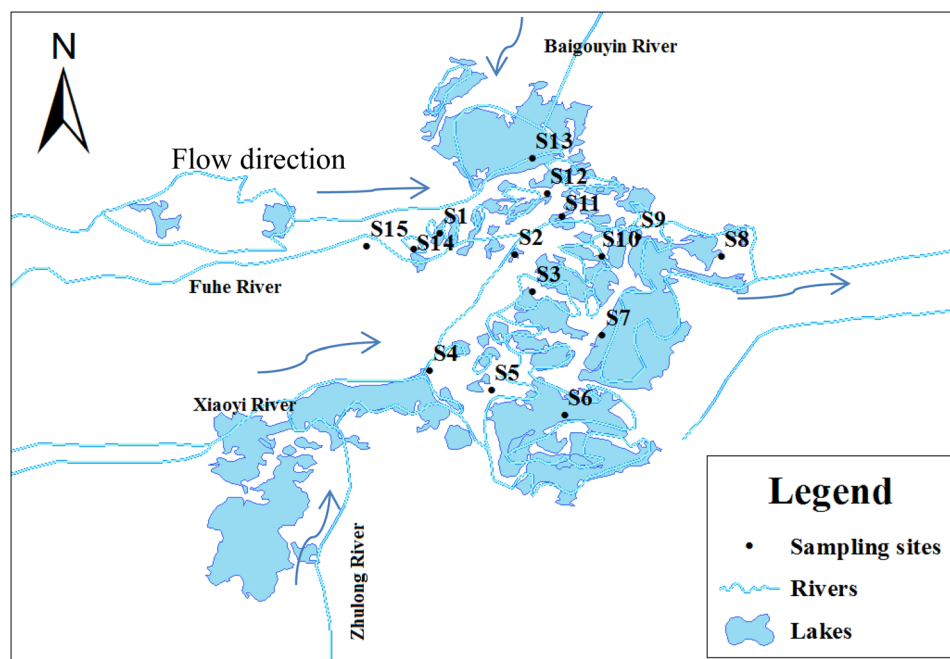 N
Baigouyin River
Flow direction
S13
S12
S11
S1
S9
S15
S14
S2
S10
S8
Fuhe River
S3
S7
S4
S5
Xiaoyi River
S6
Zhulong River
Legend
Sampling sites
Rivers
Lakes